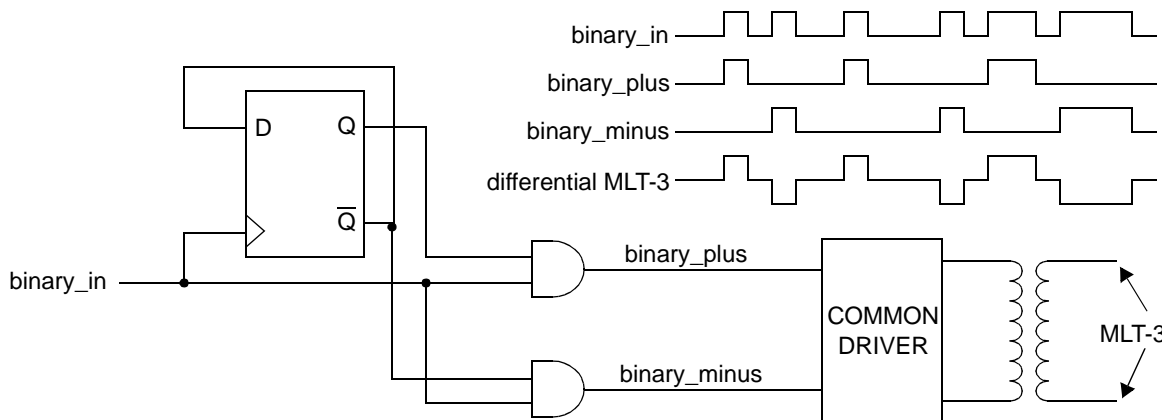 binary_in
binary_plus
binary_minus
differential MLT-3
D
Q
Q̅
binary_in
binary_plus
binary_minus
COMMON
DRIVER
MLT-3